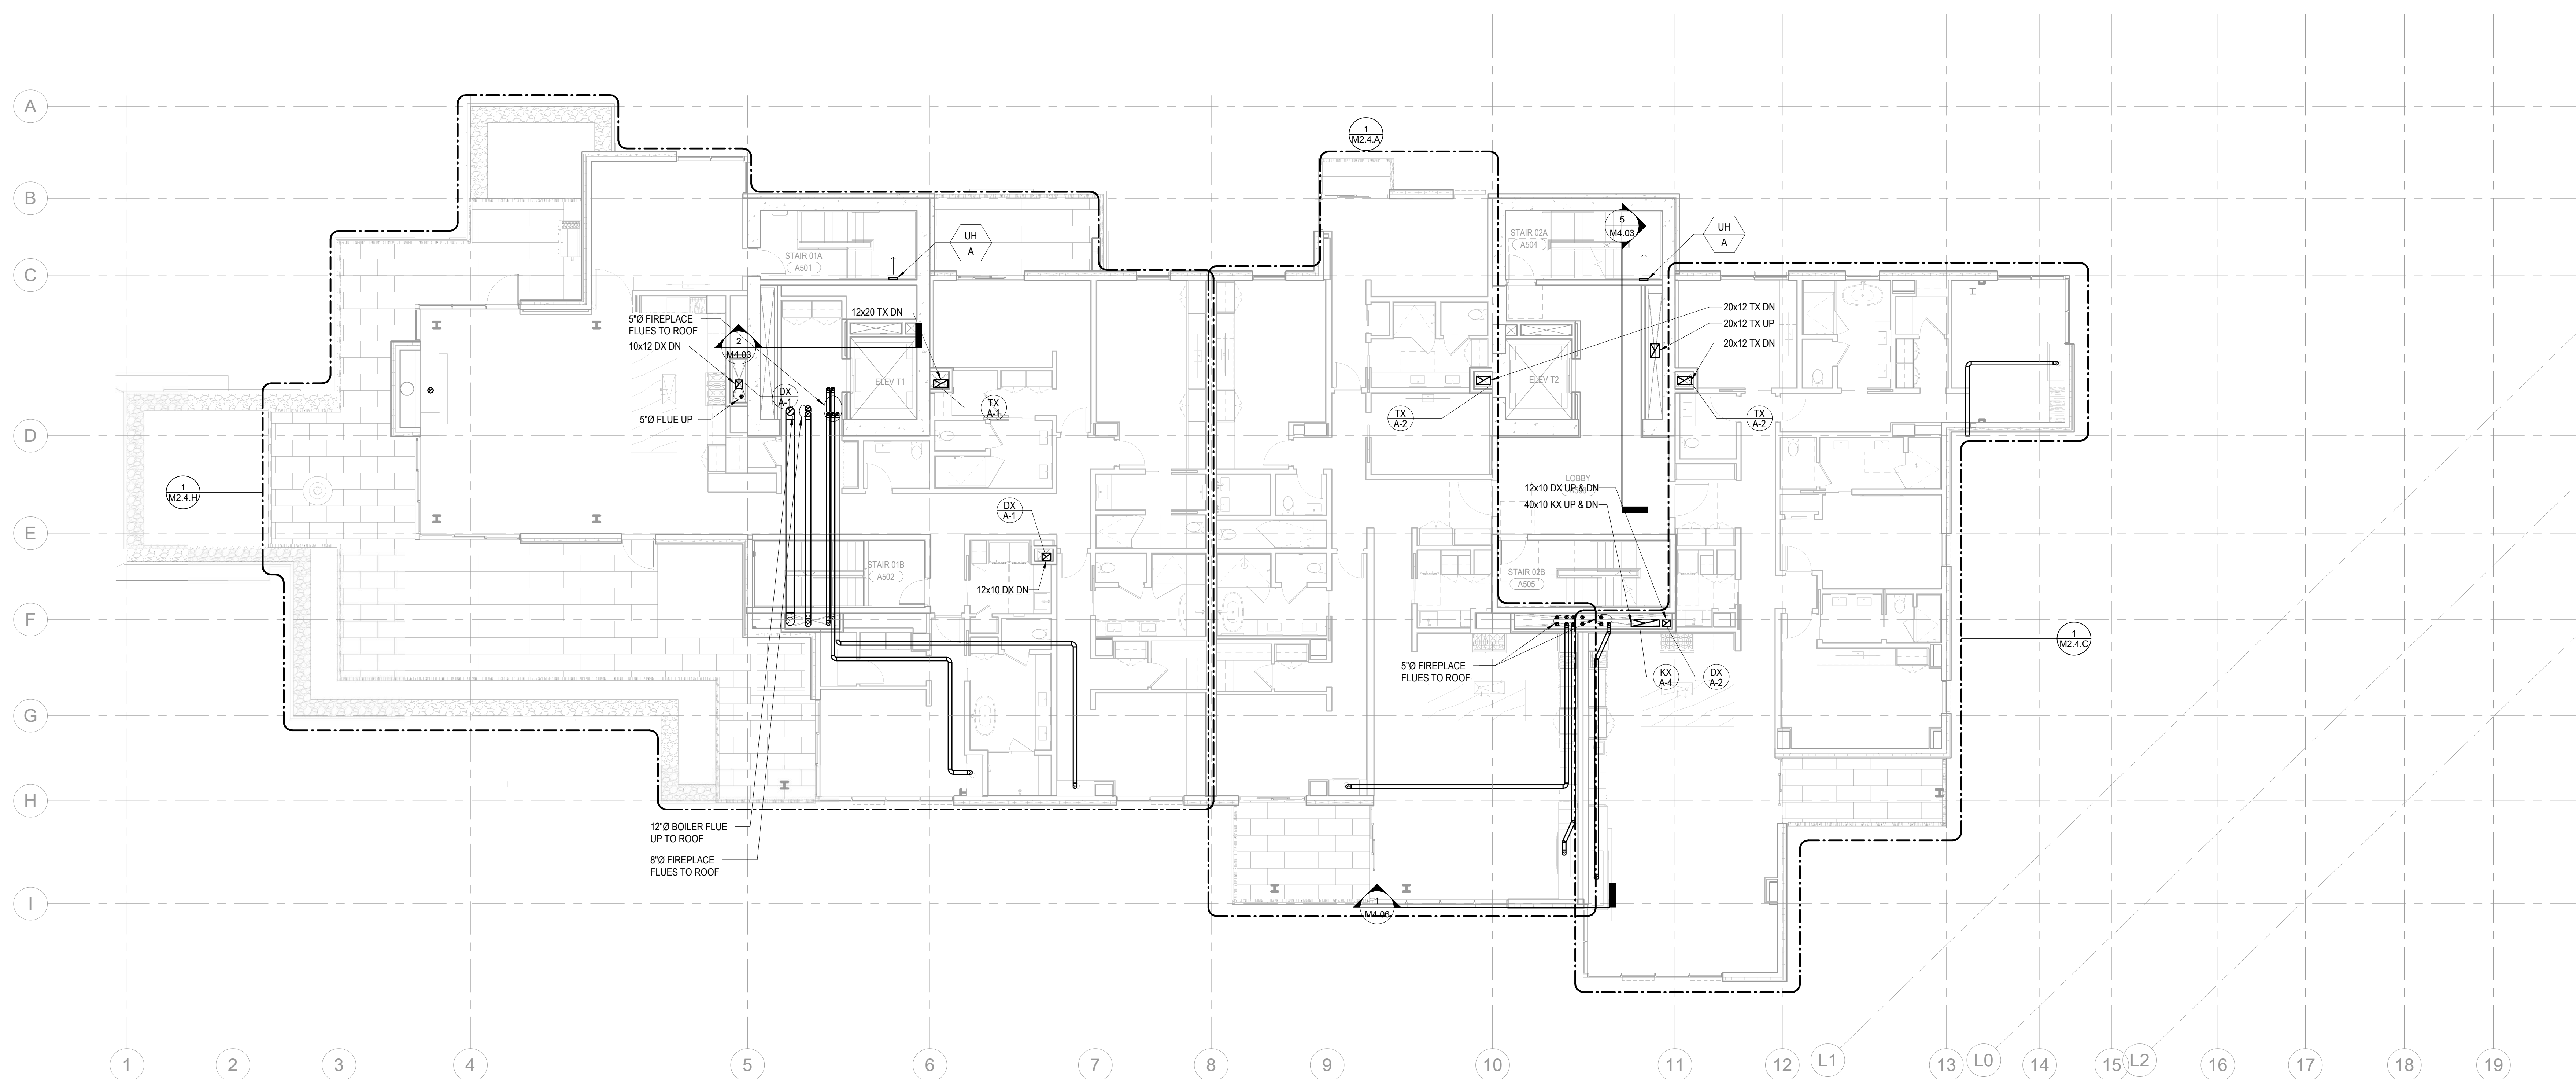 A
B
C
D
E
F
G
H
I
1
M2.4.A
5
M4.03
UH
A
UH
A
STAIR 01A
A501
STAIR 02A
A504
5"Ø FIREPLACE
FLUES TO ROOF
10x12 DX DN
12x20 TX DN
2
M4.03
20x12 TX DN
20x12 TX UP
20x12 TX DN
ELEV T1
ELEV T2
DX
A-1
TX
A-1
5"Ø FLUE UP
TX
A-2
TX
A-2
1
M2.4.H
LOBBY
12x10 DX UP & DN
40x10 KX UP & DN
DX
A-1
STAIR 01B
A502
12x10 DX DN
STAIR 02B
A505
1
M2.4.C
5"Ø FIREPLACE
FLUES TO ROOF
KX
A-4
DX
A-2
12"Ø BOILER FLUE
UP TO ROOF
8"Ø FIREPLACE
FLUES TO ROOF
1
M4.06
1
2
3
4
5
6
7
8
9
10
11
12
L1
13
L0
14
15
L2
16
17
18
19